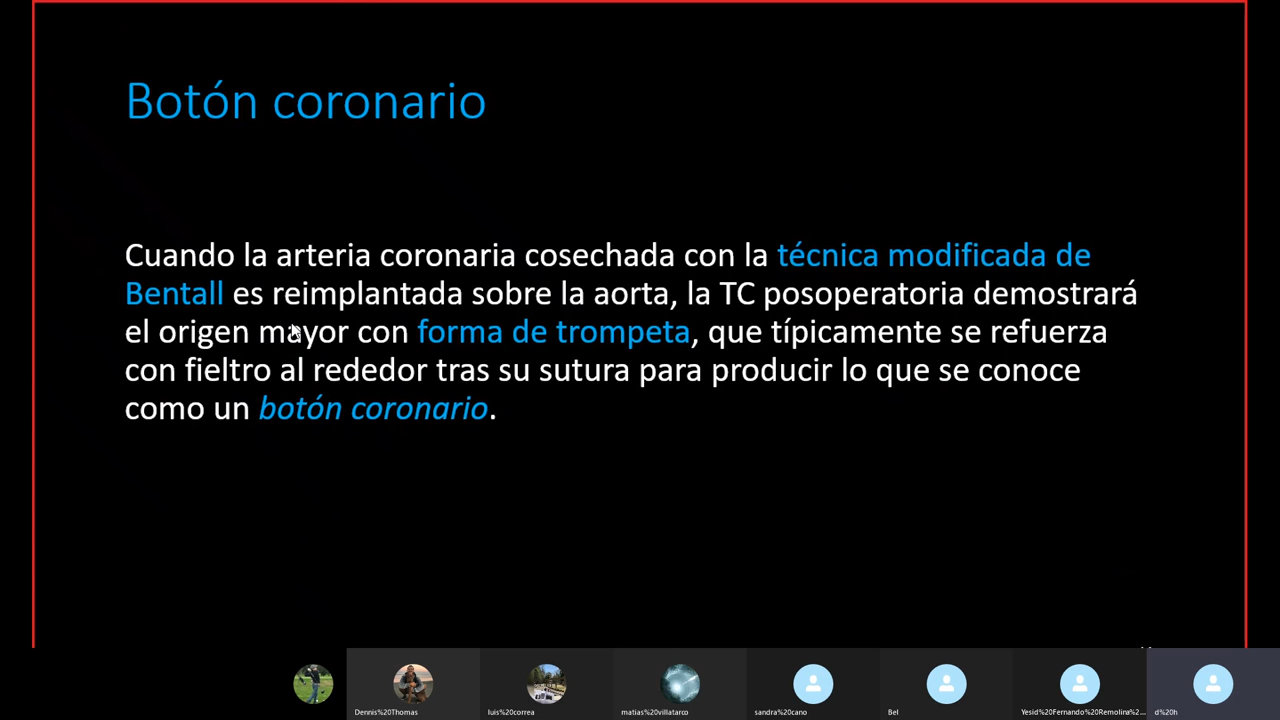 Botón coronario
Cuando la arteria coronaria cosechada con la técnica modificada de
Bentall es reimplantada sobre la aorta, la TC posoperatoria demostrará
el origen mayor con forma de trompeta, que típicamente se refuerza
con fieltro al rededor tras su sutura para producir lo que se conoce
como un botón coronario.
Dennis%20Thomas
luis%20correa
matias%20villatarco
sandra%20cano
Bel
Yesid%20Fernando%20Remolina%2...
d%20h